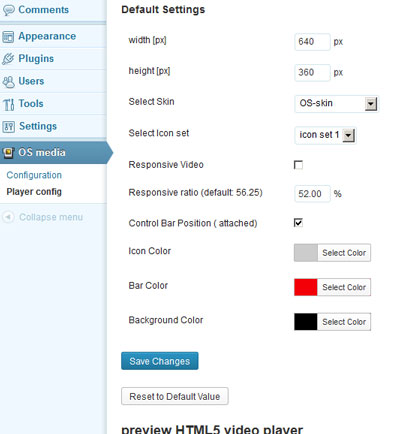 Comments
Appearance
Plugins
Users
Tools
Settings
OS media
Configuration
Player config
Collapse menu
Default Settings
width [px] 640 px
height [px] 360 px
Select Skin OS-skin
Select Icon set icon set 1
Responsive Video
Responsive ratio (default: 56.25) 52.00 %
Control Bar Position ( attached)
Icon Color Select Color
Bar Color Select Color
Background Color Select Color
Save Changes
Reset to Default Value
preview HTML5 video player